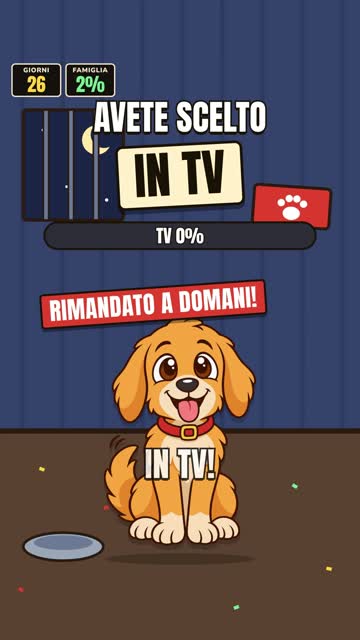 GIORNI
26
FAMIGLIA
2%
AVETE SCELTO
IN TV
TV 0%
RIMANDATO A DOMANI!
IN TV!